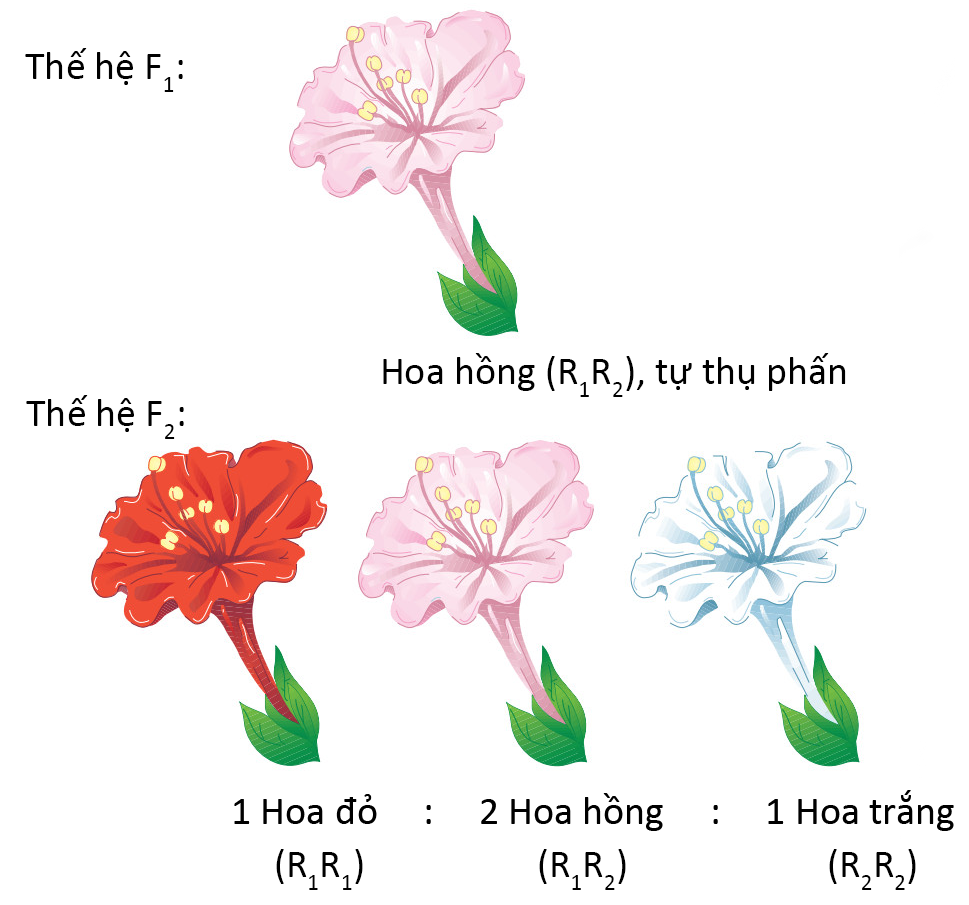 Thế hệ F₁:
Hoa hồng (R₁R₂), tự thụ phấn
Thế hệ F₂:
1 Hoa đỏ : 2 Hoa hồng : 1 Hoa trắng
(R₁R₁) (R₁R₂) (R₂R₂)